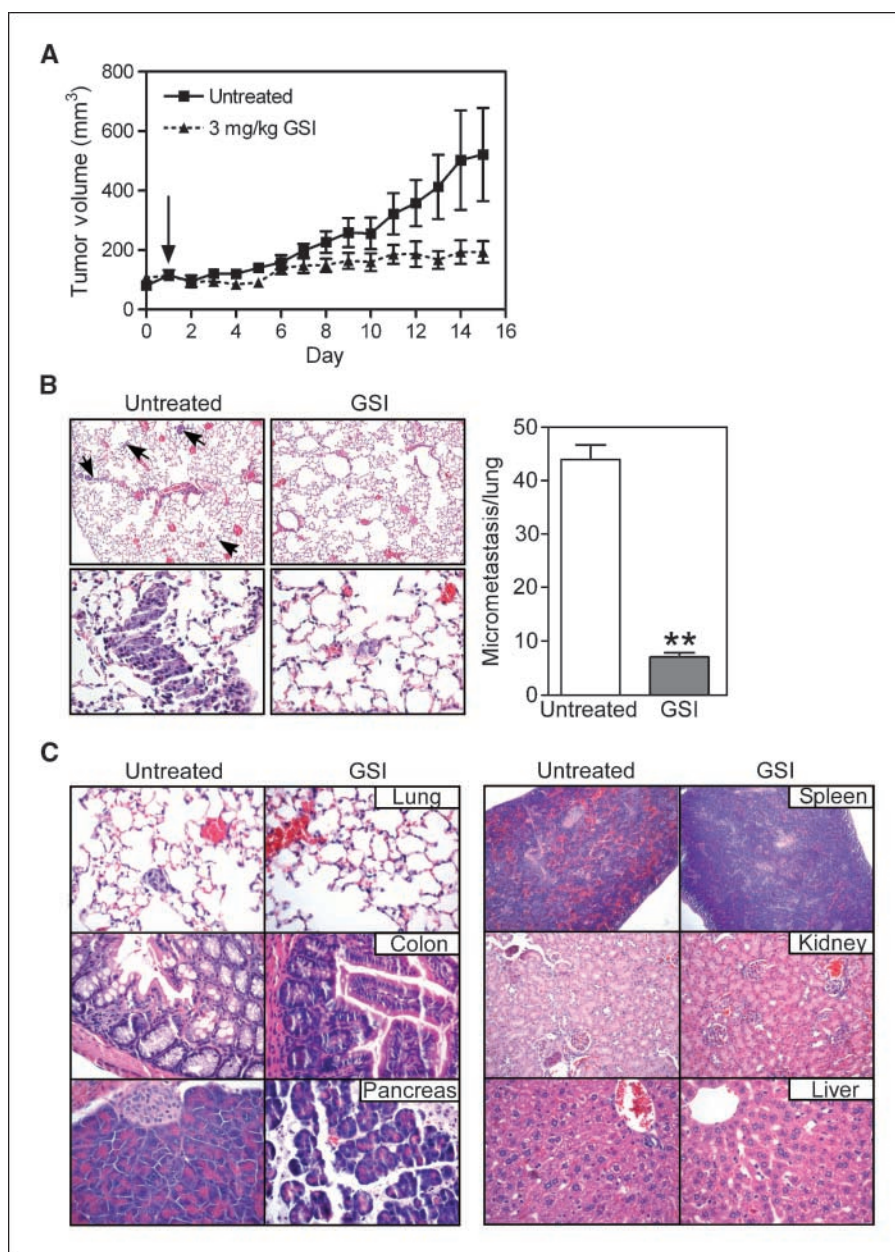 A
800
600
400
200
0
Tumor volume (mm³)
Untreated
3 mg/kg GSI
0 2 4 6 8 10 12 14 16
Day
B
Untreated GSI
50
40
30
20
10
0
Micrometastasis/lung
**
Untreated GSI
C
Untreated GSI
Lung
Colon
Pancreas
Untreated GSI
Spleen
Kidney
Liver